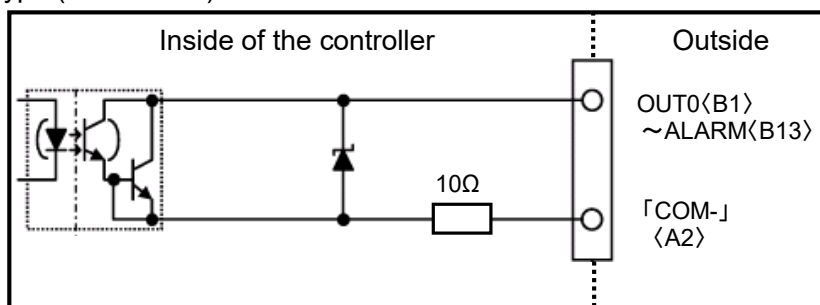 Inside of the controller
Outside
OUT0〈B1〉
～ALARM〈B13〉
10Ω
「COM-」
〈A2〉